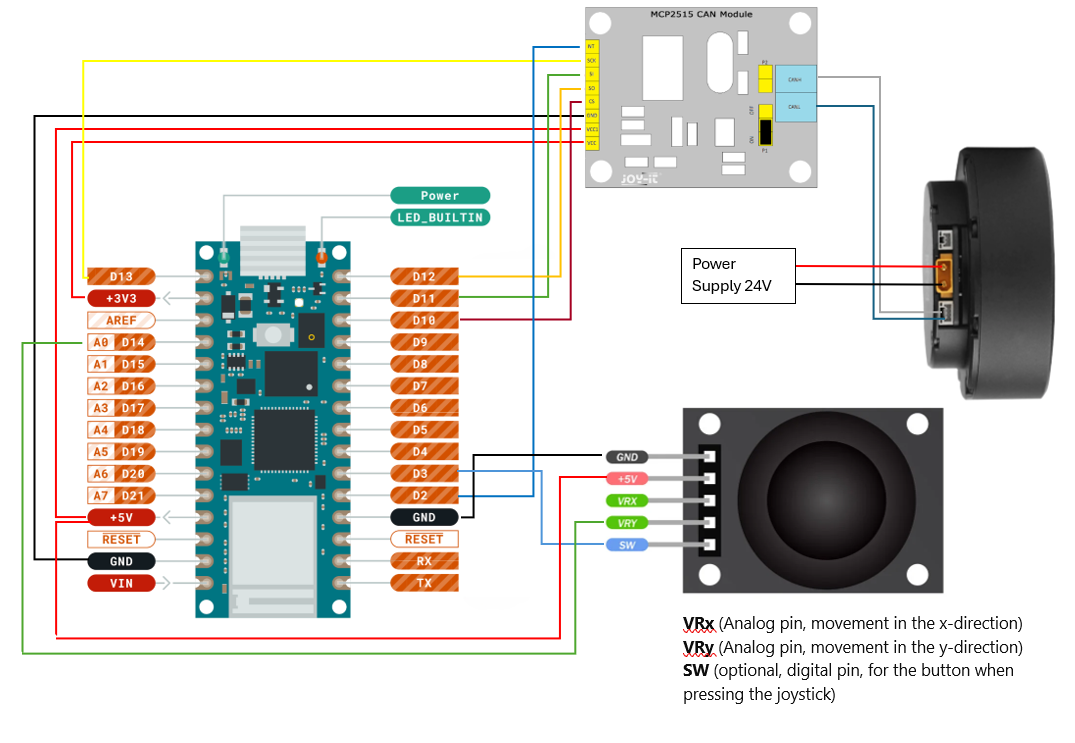 MCP2515 CAN Module
INT
SCK
SI
SO
CS
GND
VCC1
VCC
P2
CANH
CANL
OFF
ON
P1
JOY-iT
Power
LED_BUILTIN
D13
+3V3
AREF
A0 D14
A1 D15
A2 D16
A3 D17
A4 D18
A5 D19
A6 D20
A7 D21
+5V
RESET
GND
VIN
D12
D11
D10
D9
D8
D7
D6
D5
D4
D3
D2
GND
RESET
RX
TX
Power
Supply 24V
GND
+5V
VRX
VRY
SW
VRx (Analog pin, movement in the x-direction)
VRy (Analog pin, movement in the y-direction)
SW (optional, digital pin, for the button when
pressing the joystick)